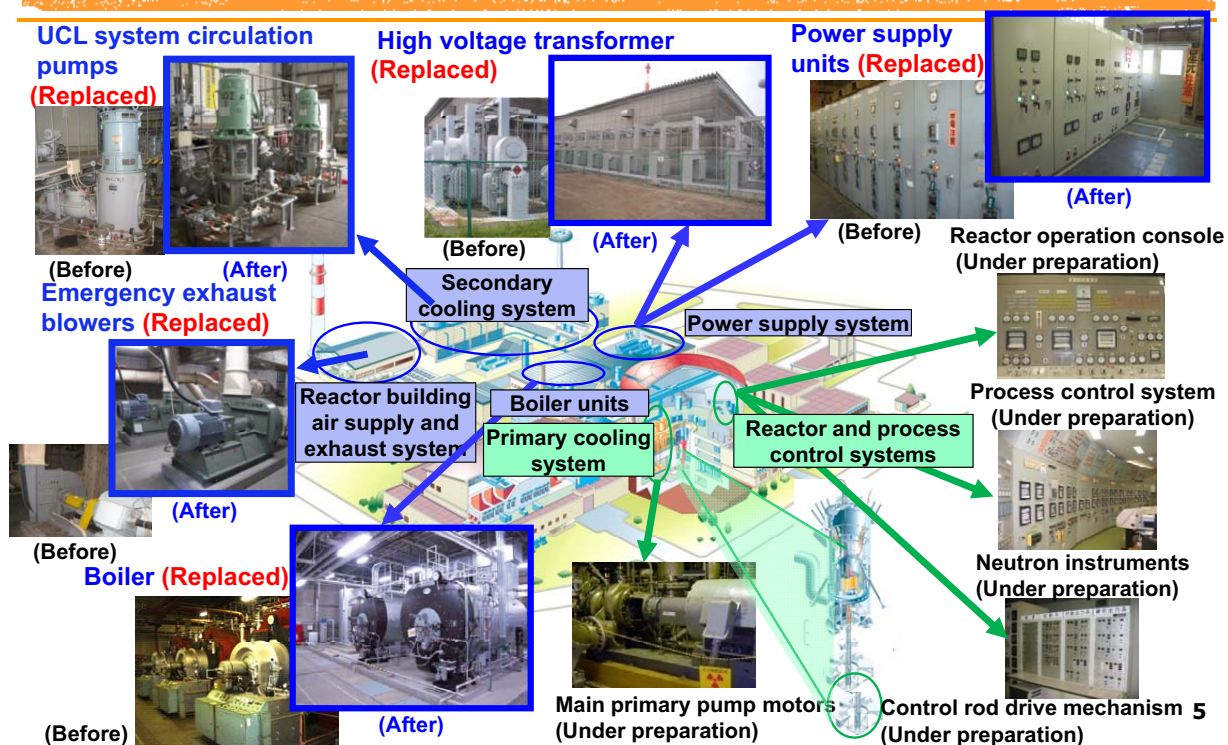 UCL system circulation
pumps
(Replaced)
(Before)
(After)
High voltage transformer
(Replaced)
(Before)
(After)
Power supply
units (Replaced)
(Before)
(After)
Emergency exhaust
blowers (Replaced)
(Before)
(After)
Boiler (Replaced)
(Before)
(After)
Secondary
cooling system
Power supply system
Reactor building
air supply and
exhaust system
Boiler units
Primary cooling
system
Reactor and process
control systems
Reactor operation console
(Under preparation)
Process control system
(Under preparation)
Neutron instruments
(Under preparation)
Main primary pump motors
(Under preparation)
Control rod drive mechanism
(Under preparation)
5